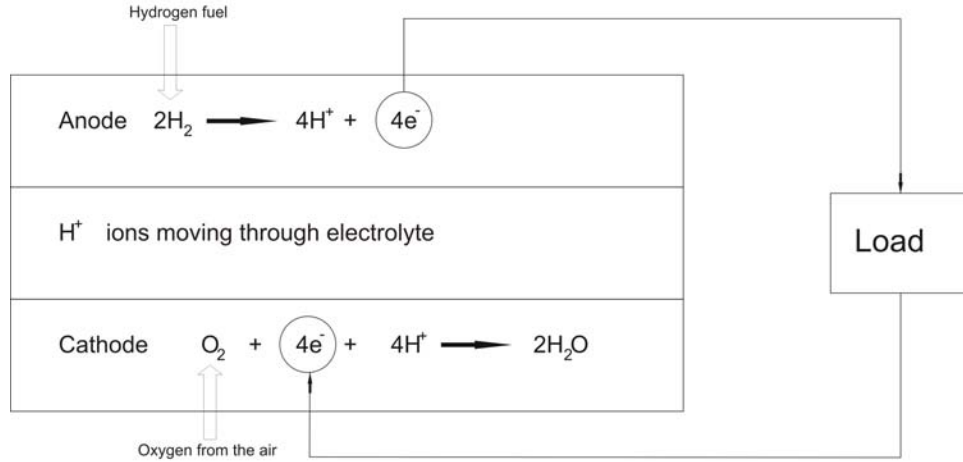 Hydrogen fuel
Anode 2H₂ 4H⁺ + 4e⁻
H⁺ ions moving through electrolyte
Load
Cathode O₂ + 4e⁻ + 4H⁺ 2H₂O
Oxygen from the air